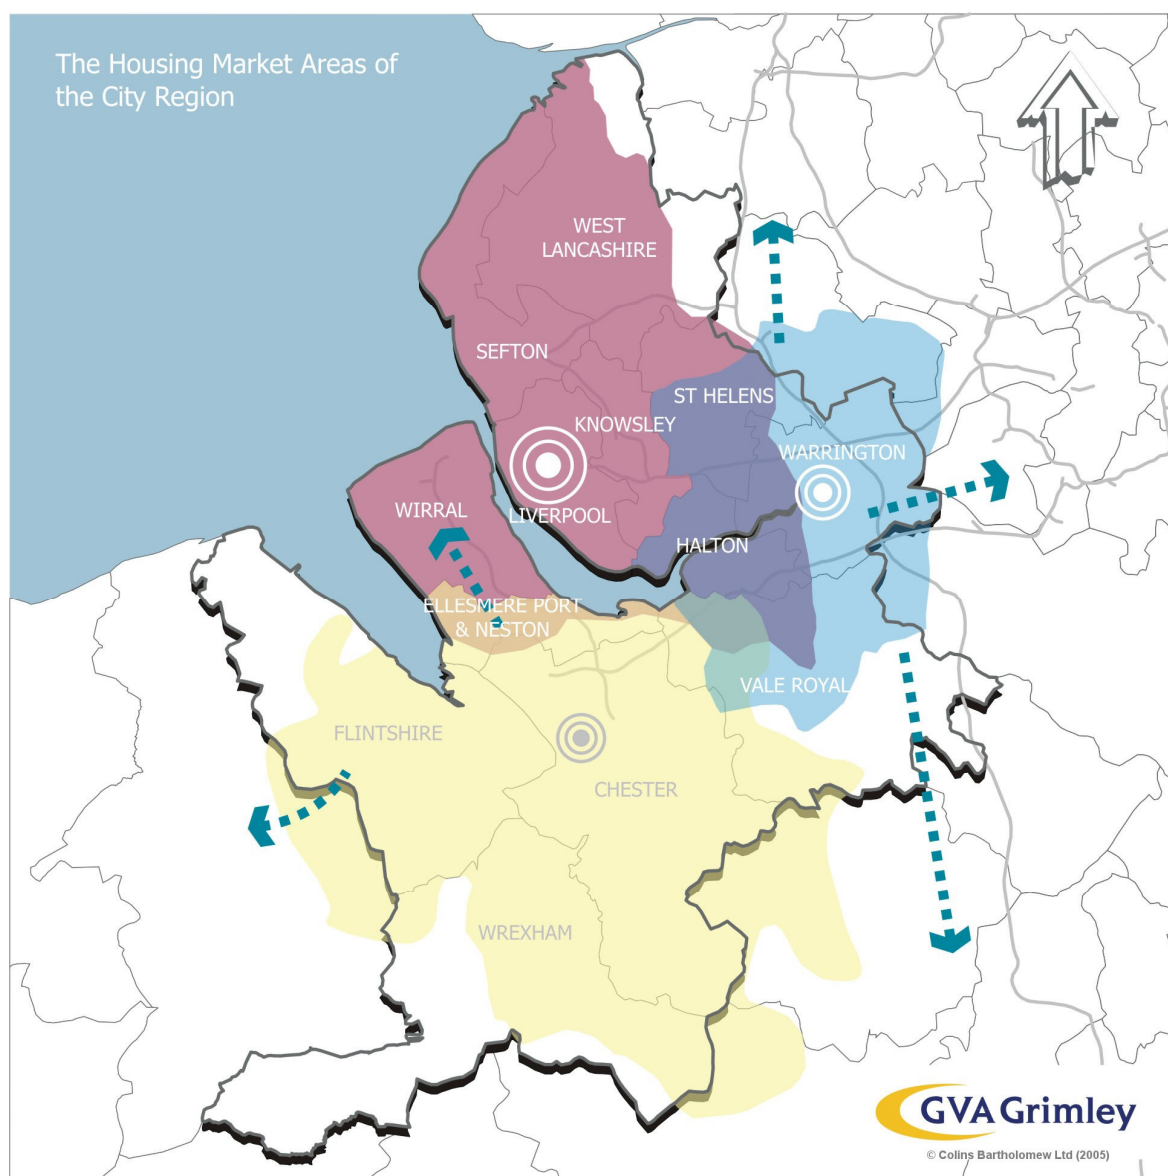 The Housing Market Areas of
the City Region
WEST
LANCASHIRE
SEFTON
ST HELENS
KNOWSLEY
WARRINGTON
WIRRAL
LIVERPOOL
HALTON
ELLESMERE PORT
& NESTON
VALE ROYAL
FLINTSHIRE
CHESTER
WREXHAM
GVA Grimley
© Colins Bartholomew Ltd (2005)